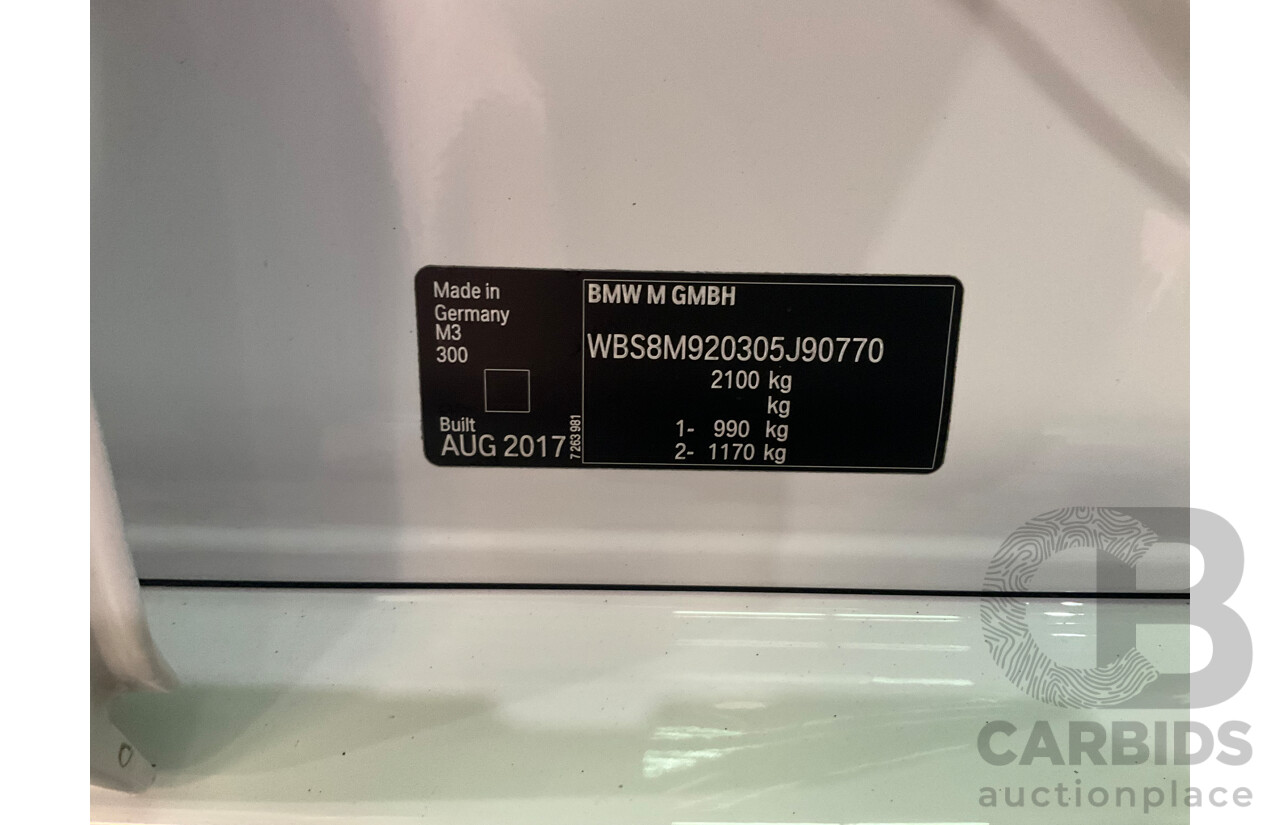 Made in
Germany
M3
300
Built
AUG 2017
7 263 981
BMW M GMBH
WBS8M920305J90770
2100 kg
kg
1- 990 kg
2- 1170 kg
CB
CARBIDS
auctionplace